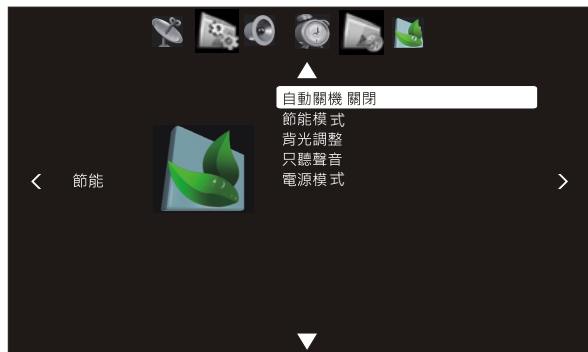 自動關機 關閉
節能模式
背光調整
只聽聲音
電源模式
節能